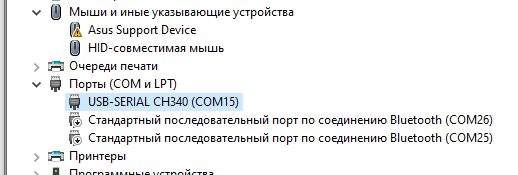 Мыши и иные указывающие устройства
Asus Support Device
HID-совместимая мышь
Очереди печати
Порты (COM и LPT)
USB-SERIAL CH340 (COM15)
Стандартный последовательный порт по соединению Bluetooth (COM26)
Стандартный последовательный порт по соединению Bluetooth (COM25)
Принтеры
Программные устройства